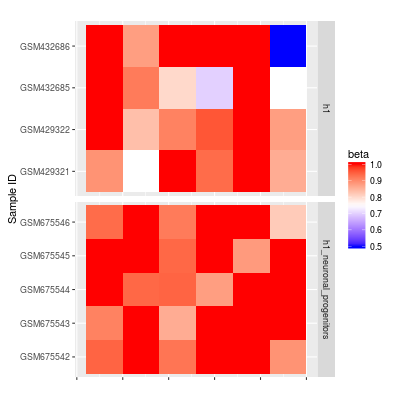 GSM432686
GSM432685
GSM429322
GSM429321
h1
GSM675546
GSM675545
GSM675544
GSM675543
GSM675542
h1_neuronal_progenitors
Sample ID
beta
1.0
0.9
0.8
0.7
0.6
0.5